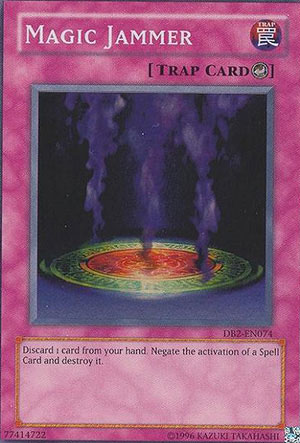 MAGIC JAMMER
TRAP
罠
[TRAP CARD]
DB2-EN074
Discard 1 card from your hand. Negate the activation of a Spell
Card and destroy it.
77414722
©1996 KAZUKI TAKAHASHI